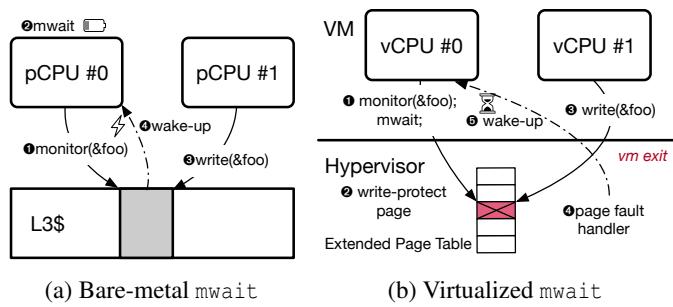 ❷mwait
pCPU #0
pCPU #1
❹wake-up
❶monitor(&foo)
❸write(&foo)
L3$
(a) Bare-metal mwait
VM
vCPU #0
vCPU #1
❶ monitor(&foo);
mwait;
❺ wake-up
❸ write(&foo)
vm exit
Hypervisor
❷ write-protect
page
❹page fault
handler
Extended Page Table
(b) Virtualized mwait